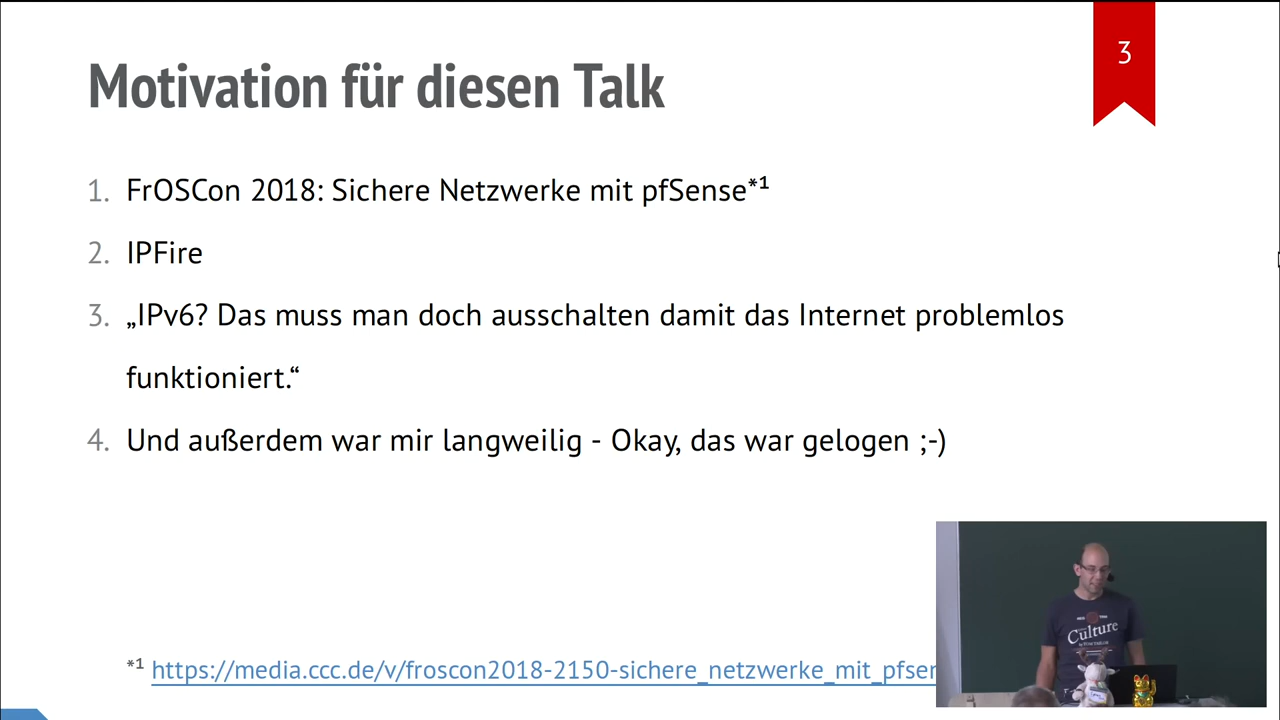 3
Motivation für diesen Talk
1. FrOSCon 2018: Sichere Netzwerke mit pfSense*¹
2. IPFire
3. „IPv6? Das muss man doch ausschalten damit das Internet problemlos
funktioniert.“
4. Und außerdem war mir langweilig - Okay, das war gelogen ;-)
*¹ https://media.ccc.de/v/froscon2018-2150-sichere_netzwerke_mit_pfsen
Culture